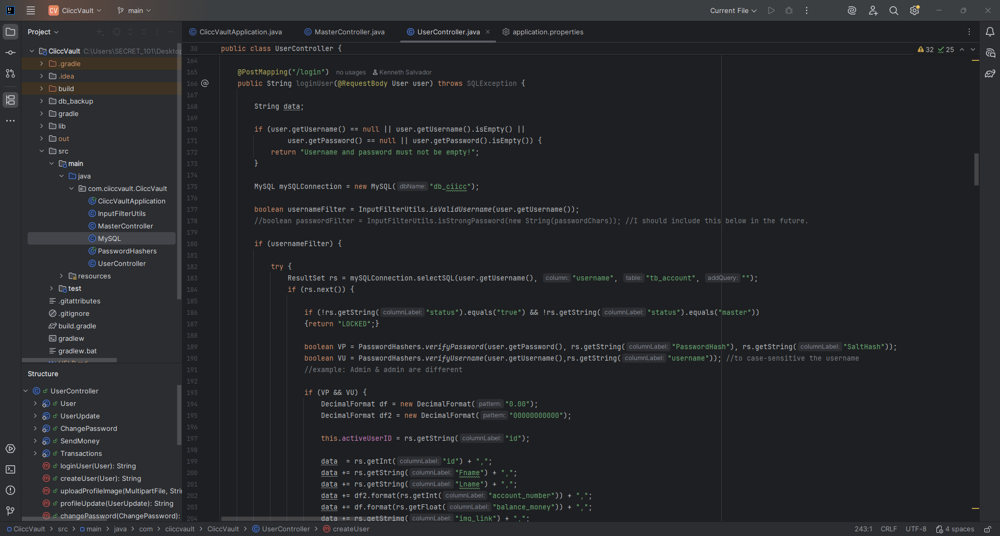 CV CiiccVault main Current File
Project
CiiccVaultApplication.java MasterController.java UserController.java application.properties
CiiccVault C:\Users\SECRET_101\Deskto
.gradle
.idea
build
db_backup
gradle
lib
out
src
main
java
com.ciiccvault.CiiccVault
CiiccVaultApplication
InputFilterUtils
MasterController
MySQL
PasswordHashers
UserController
resources
test
.gitattributes
.gitignore
build.gradle
gradlew
gradlew.bat
HELP.md
Structure
UserController
User
UserUpdate
ChangePassword
SendMoney
Transactions
loginUser(User): String
createUser(User): String
uploadProfileImage(MultipartFile, Stri
profileUpdate(UserUpdate): String
changePassword(ChangePassword):
30 public class UserController { 32 25
164
165 @PostMapping("/login") no usages Kenneth Salvador
166 public String loginUser(@RequestBody User user) throws SQLException {
167
168 String data;
169
170 if (user.getUsername() == null || user.getUsername().isEmpty() ||
171 user.getPassword() == null || user.getPassword().isEmpty()) {
172 return "Username and password must not be empty!";
173 }
174
175 MySQL mySQLConnection = new MySQL( dbName: "db_ciicc");
176
177 boolean usernameFilter = InputFilterUtils.isValidUsername(user.getUsername());
178 //boolean passwordFilter = InputFilterUtils.isStrongPassword(new String(passwordChars)); //I should include this below in the future.
179
180 if (usernameFilter) {
181
182 try {
183 ResultSet rs = mySQLConnection.selectSQL(user.getUsername(), column: "username", table: "tb_account", addQuery: "");
184 if (rs.next()) {
185
186 if (!rs.getString( columnLabel: "status").equals("true") && !rs.getString( columnLabel: "status").equals("master"))
187 {return "LOCKED";}
188
189 boolean VP = PasswordHashers.verifyPassword(user.getPassword(), rs.getString( columnLabel: "PasswordHash"), rs.getString( columnLabel: "SaltHash"));
190 boolean VU = PasswordHashers.verifyUsername(user.getUsername(),rs.getString( columnLabel: "username")); //to case-sensitive the username
191 //example: Admin & admin are different
192
193 if (VP && VU) {
194 DecimalFormat df = new DecimalFormat( pattern: "0.00");
195 DecimalFormat df2 = new DecimalFormat( pattern: "00000000000");
196
197 this.activeUserID = rs.getString( columnLabel: "id");
198
199 data = rs.getInt( columnLabel: "id") + ",";
200 data += rs.getString( columnLabel: "Fname") + ",";
201 data += rs.getString( columnLabel: "Lname") + ",";
202 data += df2.format(rs.getInt( columnLabel: "account_number")) + ",";
203 data += df.format(rs.getFloat( columnLabel: "balance_money")) + ",";
204 data += rs.getString( columnLabel: "img_link") + ",";
CiiccVault > src > main > java > com > ciiccvault > CiiccVault > UserController > createUser 243:1 CRLF UTF-8 4 spaces